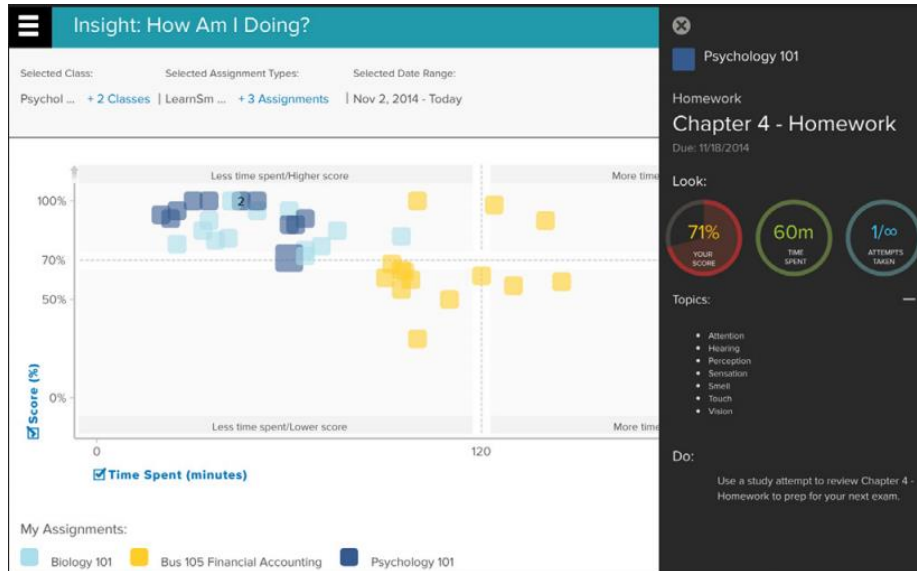 Insight: How Am I Doing?
Selected Class:
Selected Assignment Types:
Selected Date Range:
Psychol ...
+ 2 Classes
| LearnSm ...
+ 3 Assignments
| Nov 2, 2014 - Today
Less time spent/Higher score
More time
100%
2
70%
50%
0%
Score (%)
Less time spent/Lower score
More time
0
120
Time Spent (minutes)
My Assignments:
Biology 101
Bus 105 Financial Accounting
Psychology 101
Psychology 101
Homework
Chapter 4 - Homework
Due: 11/18/2014
Look:
71%
YOUR
SCORE
60m
TIME
SPENT
1/∞
ATTEMPTS
TAKEN
Topics:
• Attention
• Hearing
• Perception
• Sensation
• Smell
• Touch
• Vision
Do:
Use a study attempt to review Chapter 4 -
Homework to prep for your next exam.